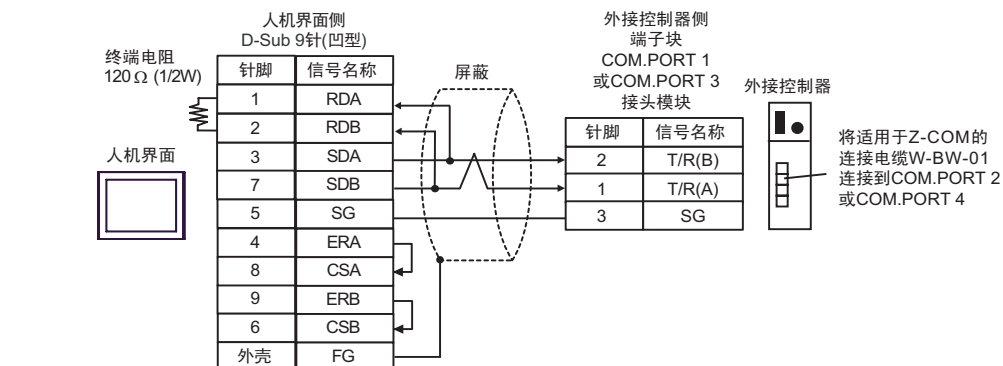 人机界面侧
D-Sub 9针(凹型)
终端电阻
120Ω (1/2W)
针脚 信号名称
1 RDA
2 RDB
3 SDA
7 SDB
5 SG
4 ERA
8 CSA
9 ERB
6 CSB
外壳 FG
人机界面
屏蔽
外接控制器侧
端子块
COM.PORT 1
或COM.PORT 3
接头模块
针脚 信号名称
2 T/R(B)
1 T/R(A)
3 SG
外接控制器
将适用于Z-COM的
连接电缆W-BW-01
连接到COM.PORT 2
或COM.PORT 4